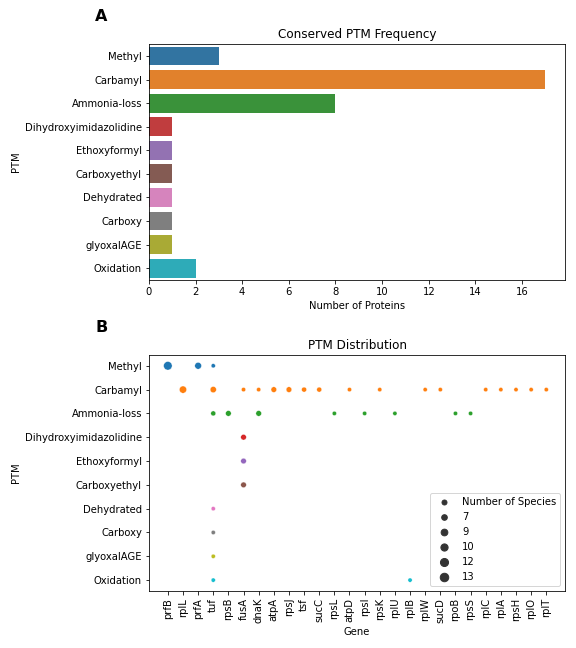 A
Conserved PTM Frequency
PTM
Methyl
Carbamyl
Ammonia-loss
Dihydroxyimidazolidine
Ethoxyformyl
Carboxyethyl
Dehydrated
Carboxy
glyoxalAGE
Oxidation
0 2 4 6 8 10 12 14 16
Number of Proteins
B
PTM Distribution
PTM
Methyl
Carbamyl
Ammonia-loss
Dihydroxyimidazolidine
Ethoxyformyl
Carboxyethyl
Dehydrated
Carboxy
glyoxalAGE
Oxidation
Number of Species
7
9
10
12
13
prfB rplL prfA tuf rpsB fusA dnaK atpA rpsJ tsf sucC rpsL atpD rpsI rpsK rplU rplB rplW sucD rpoB rpsS rplC rplA rpsH rplO rplT
Gene